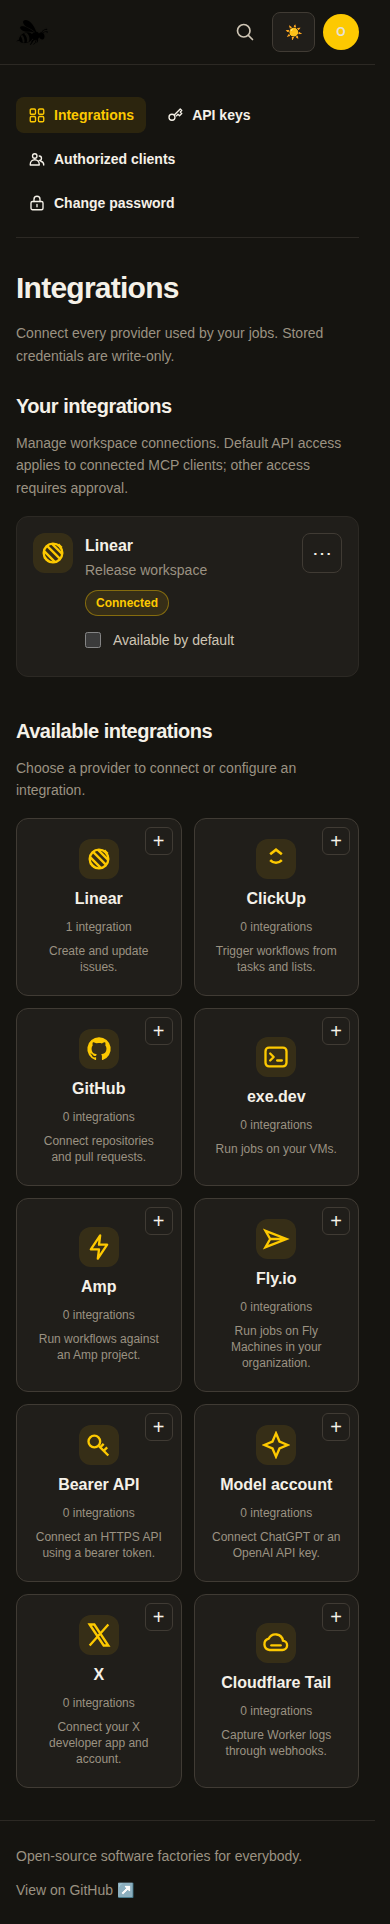 O
Integrations
API keys
Authorized clients
Change password
Integrations
Connect every provider used by your jobs. Stored
credentials are write-only.
Your integrations
Manage workspace connections. Default API access
applies to connected MCP clients; other access
requires approval.
Linear
Release workspace
Connected
Available by default
Available integrations
Choose a provider to connect or configure an
integration.
Linear
1 integration
Create and update
issues.
ClickUp
0 integrations
Trigger workflows from
tasks and lists.
GitHub
0 integrations
Connect repositories
and pull requests.
exe.dev
0 integrations
Run jobs on your VMs.
Amp
0 integrations
Run workflows against
an Amp project.
Fly.io
0 integrations
Run jobs on Fly
Machines in your
organization.
Bearer API
0 integrations
Connect an HTTPS API
using a bearer token.
Model account
0 integrations
Connect ChatGPT or an
OpenAI API key.
X
0 integrations
Connect your X
developer app and
account.
Cloudflare Tail
0 integrations
Capture Worker logs
through webhooks.
Open-source software factories for everybody.
View on GitHub ↗